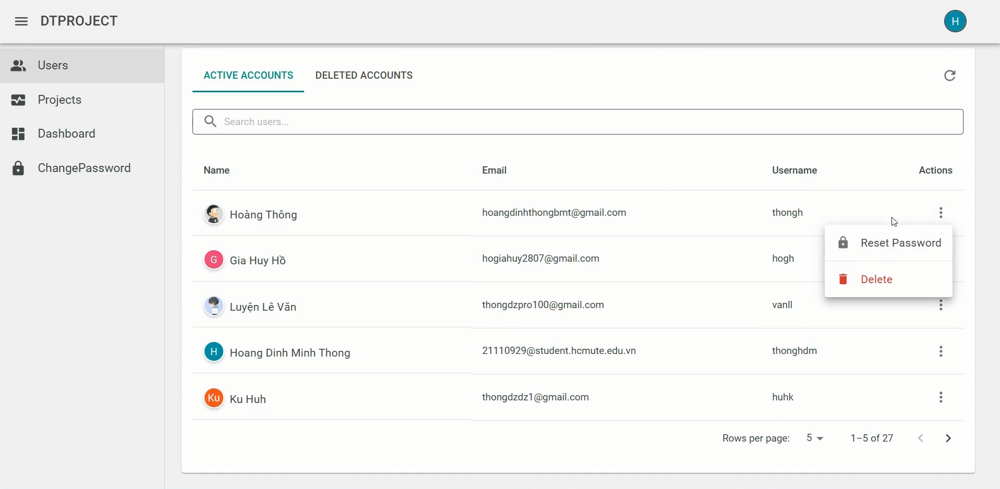 DTPROJECT
H
Users
Projects
Dashboard
ChangePassword
ACTIVE ACCOUNTS
DELETED ACCOUNTS
Search users...
Name Email Username Actions
Hoàng Thông hoangdinhthongbmt@gmail.com thongh
G Gia Huy Hồ hogiahuy2807@gmail.com hogh
Luyện Lê Văn thongdzpro100@gmail.com vanll
H Hoang Dinh Minh Thong 21110929@student.hcmute.edu.vn thonghdm
Ku Ku Huh thongdzdz1@gmail.com huhk
Reset Password
Delete
Rows per page: 5 1–5 of 27